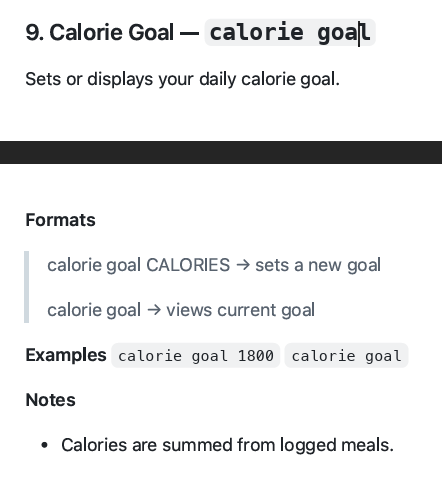 9. Calorie Goal — calorie goal
Sets or displays your daily calorie goal.
Formats
calorie goal CALORIES → sets a new goal
calorie goal → views current goal
Examples calorie goal 1800 calorie goal
Notes
• Calories are summed from logged meals.